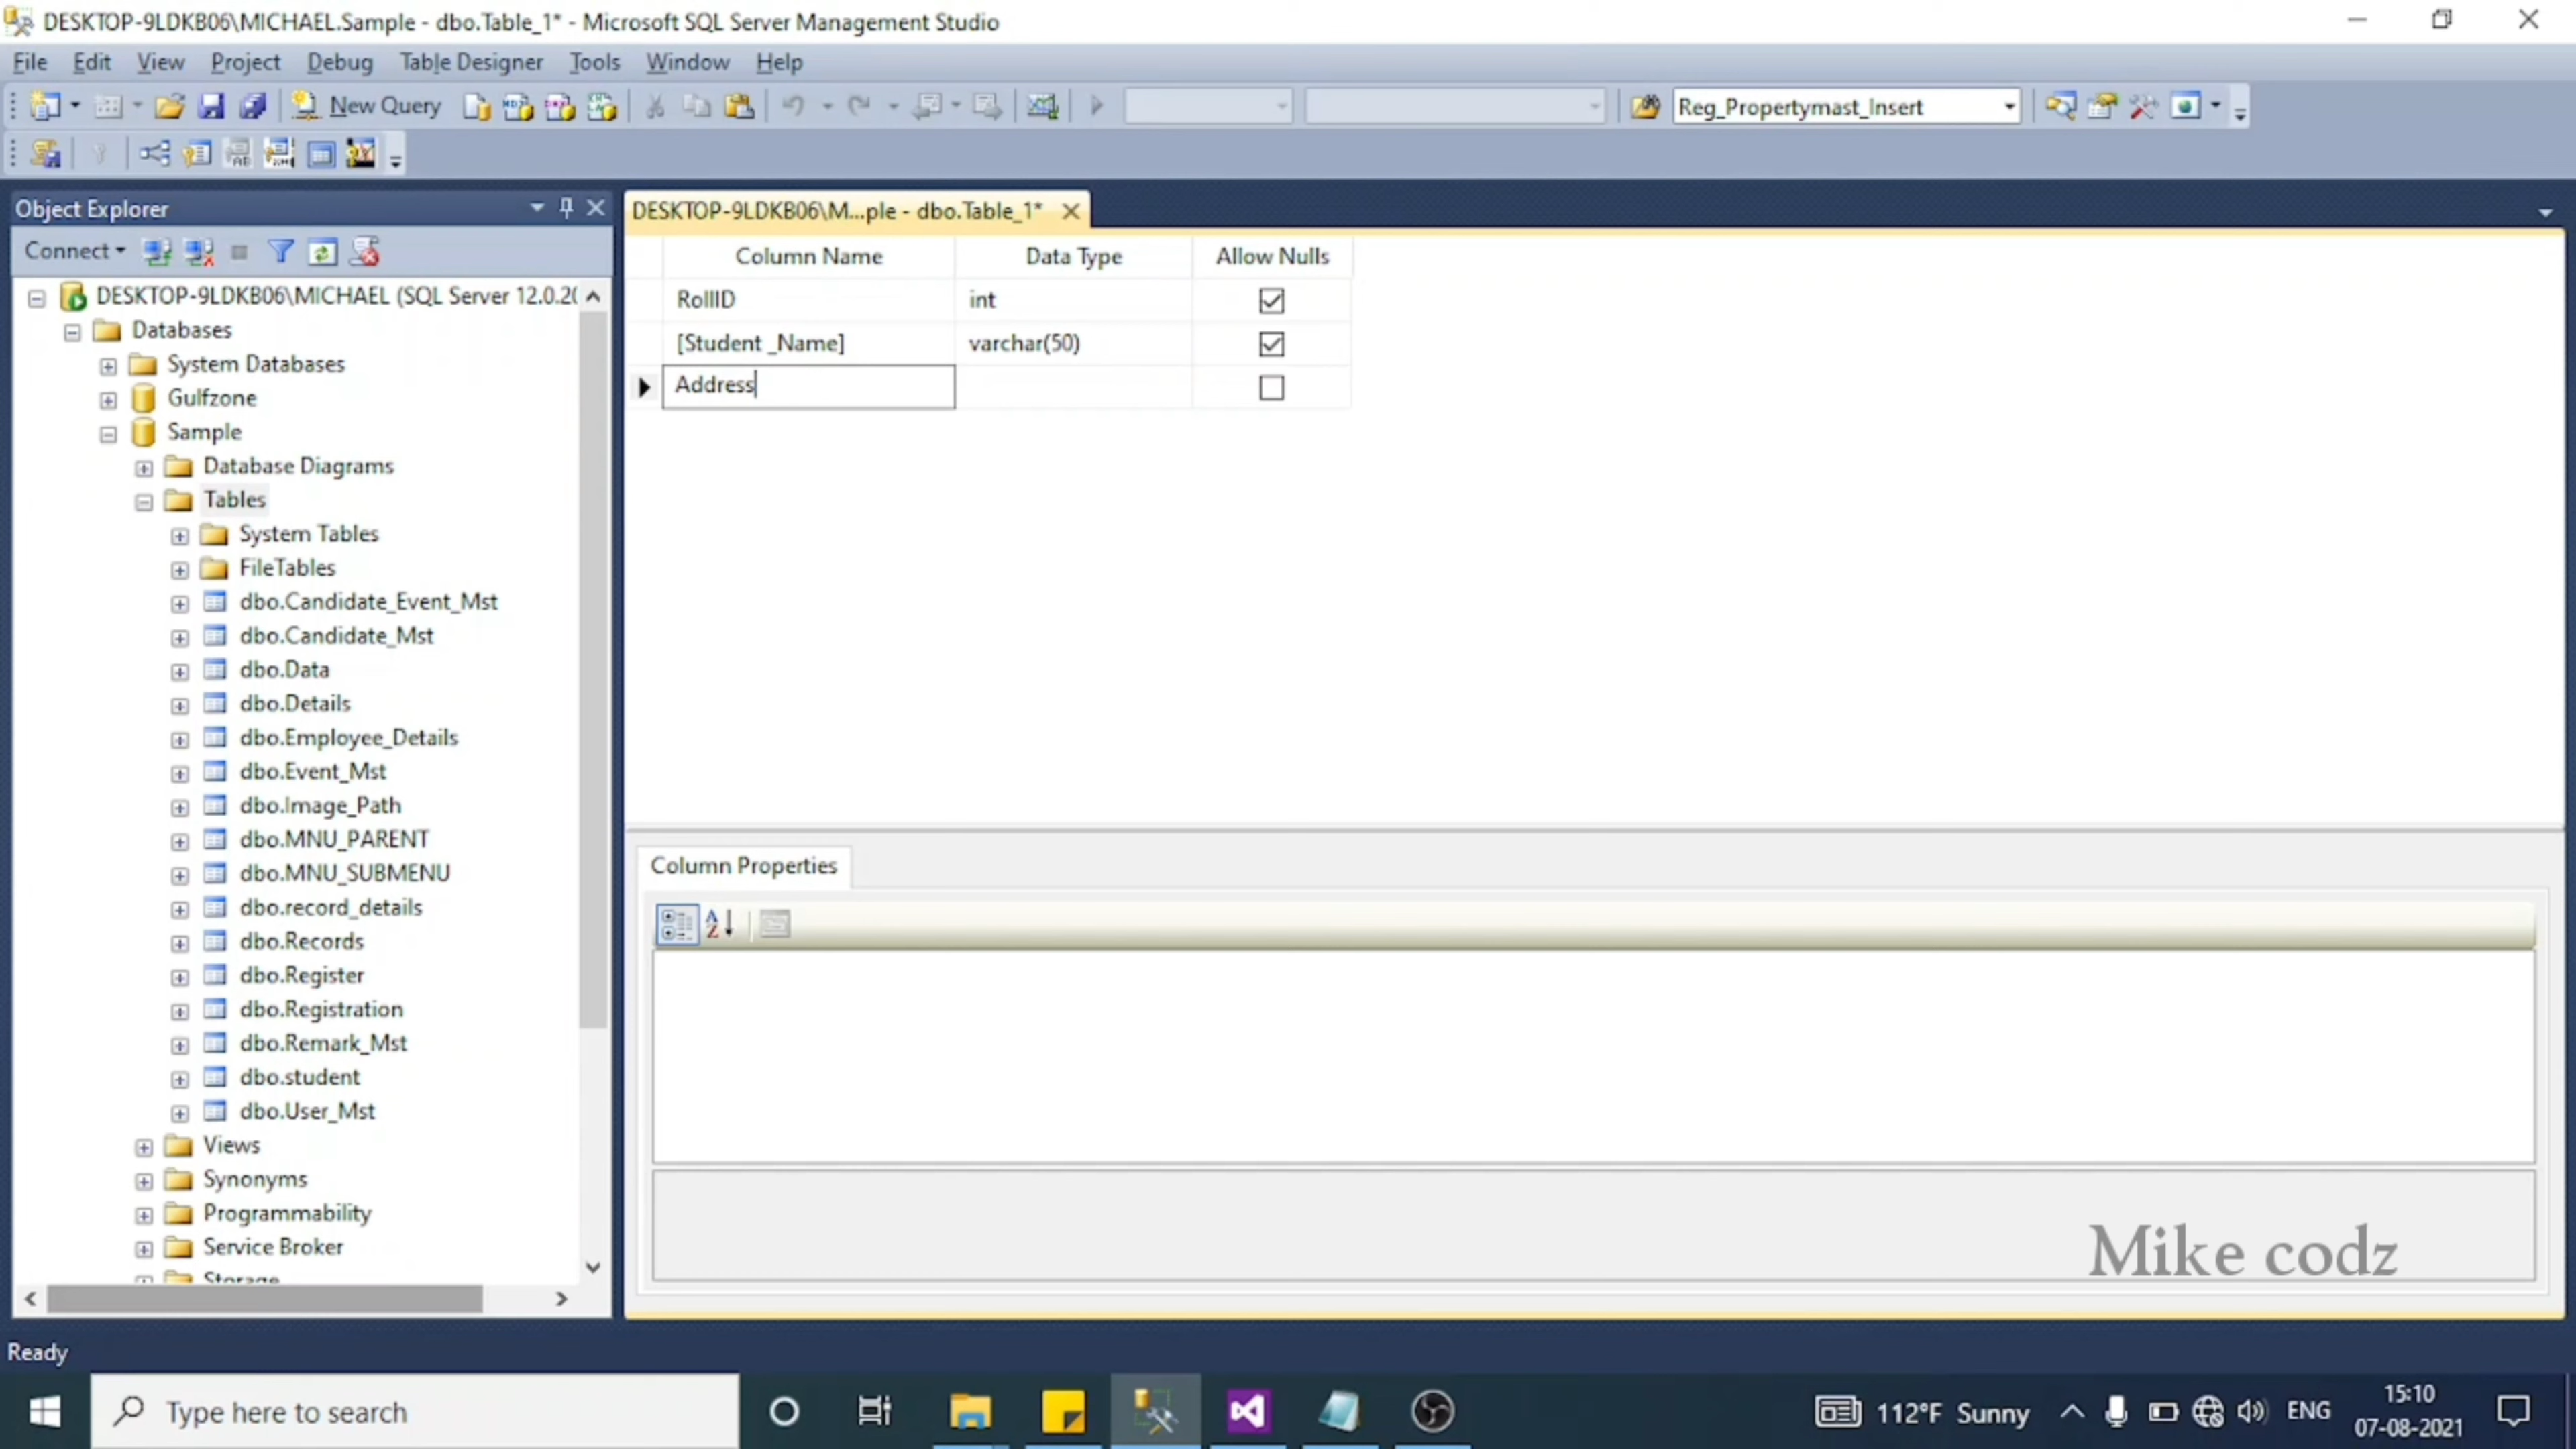 DESKTOP-9LDKB06\MICHAEL.Sample - dbo.Table_1* - Microsoft SQL Server Management Studio
File Edit View Project Debug Table Designer Tools Window Help
New Query Reg_Propertymast_Insert
Object Explorer
Connect
DESKTOP-9LDKB06\MICHAEL (SQL Server 12.0.20
Databases
System Databases
Gulfzone
Sample
Database Diagrams
Tables
System Tables
FileTables
dbo.Candidate_Event_Mst
dbo.Candidate_Mst
dbo.Data
dbo.Details
dbo.Employee_Details
dbo.Event_Mst
dbo.Image_Path
dbo.MNU_PARENT
dbo.MNU_SUBMENU
dbo.record_details
dbo.Records
dbo.Register
dbo.Registration
dbo.Remark_Mst
dbo.student
dbo.User_Mst
Views
Synonyms
Programmability
Service Broker
Storage
DESKTOP-9LDKB06\M...ple - dbo.Table_1*
Column Name Data Type Allow Nulls
RollID int
[Student _Name] varchar(50)
Address
Column Properties
Mike codz
Ready
Type here to search
112°F Sunny
ENG
15:10
07-08-2021